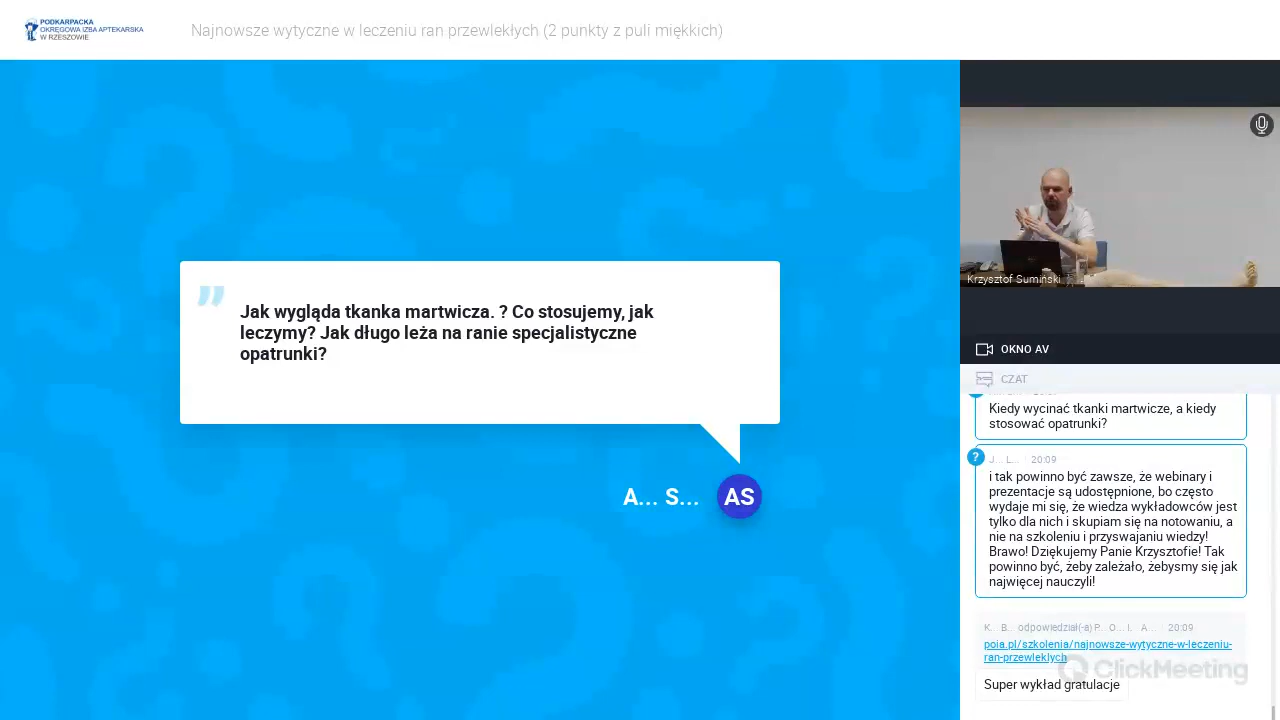 PODKARPACKA
OKRĘGOWA IZBA APTEKARSKA
W RZESZOWIE
Najnowsze wytyczne w leczeniu ran przewlekłych (2 punkty z puli miękkich)
Jak wygląda tkanka martwicza. ? Co stosujemy, jak
leczymy? Jak długo leża na ranie specjalistyczne
opatrunki?
A... S...
AS
Krzysztof Sumiński
OKNO AV
CZAT
Kiedy wycinać tkanki martwicze, a kiedy
stosować opatrunki?
?
J... L... 20:09
i tak powinno być zawsze, że webinary i
prezentacje są udostępnione, bo często
wydaje mi się, że wiedza wykładowców jest
tylko dla nich i skupiam się na notowaniu, a
nie na szkoleniu i przyswajaniu wiedzy!
Brawo! Dziękujemy Panie Krzysztofie! Tak
powinno być, żeby zależało, żebysmy się jak
najwięcej nauczyli!
K... B... odpowiedział(-a) P... O... I... A... 20:09
poia.pl/szkolenia/najnowsze-wytyczne-w-leczeniu-
ran-przewleklych
ClickMeeting
Super wykład gratulacje